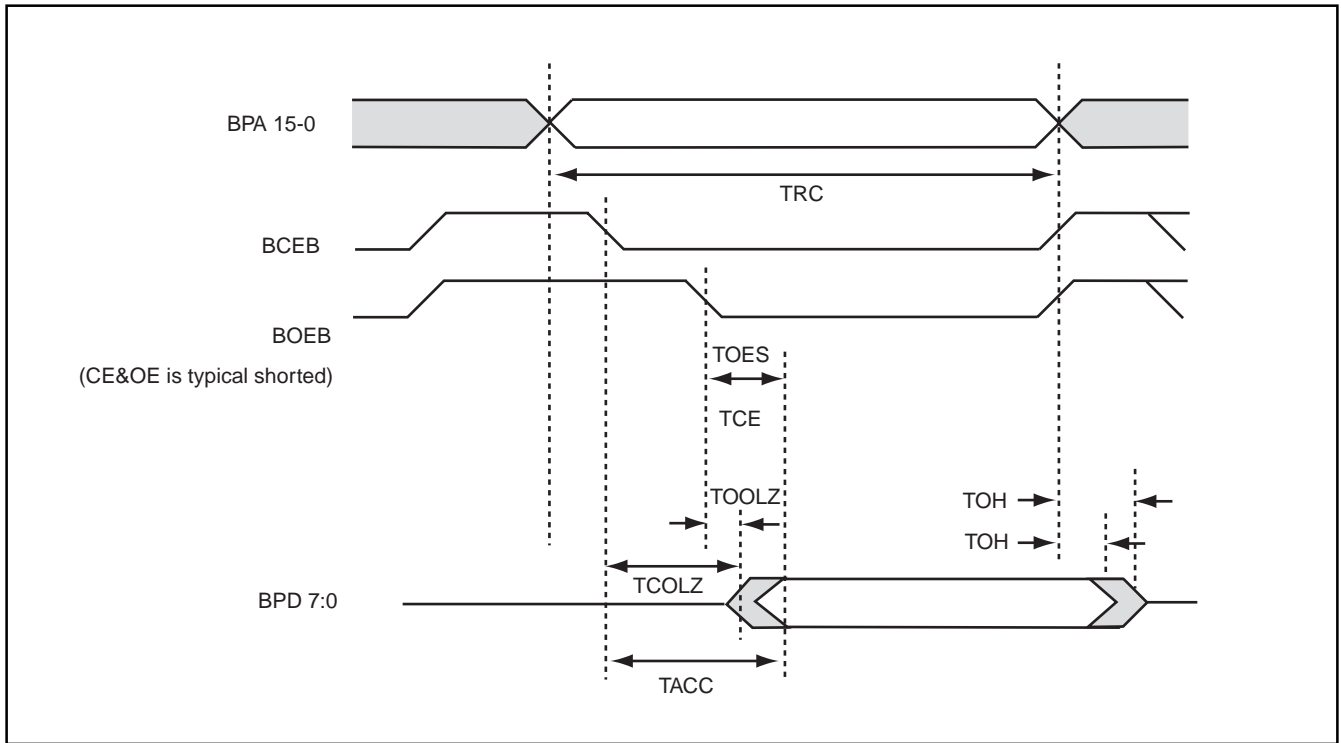 BPA 15-0
TRC
BCEB
BOEB
(CE&OE is typical shorted)
TOES
TCE
TOOLZ
TOH
TOH
TCOLZ
BPD 7:0
TACC